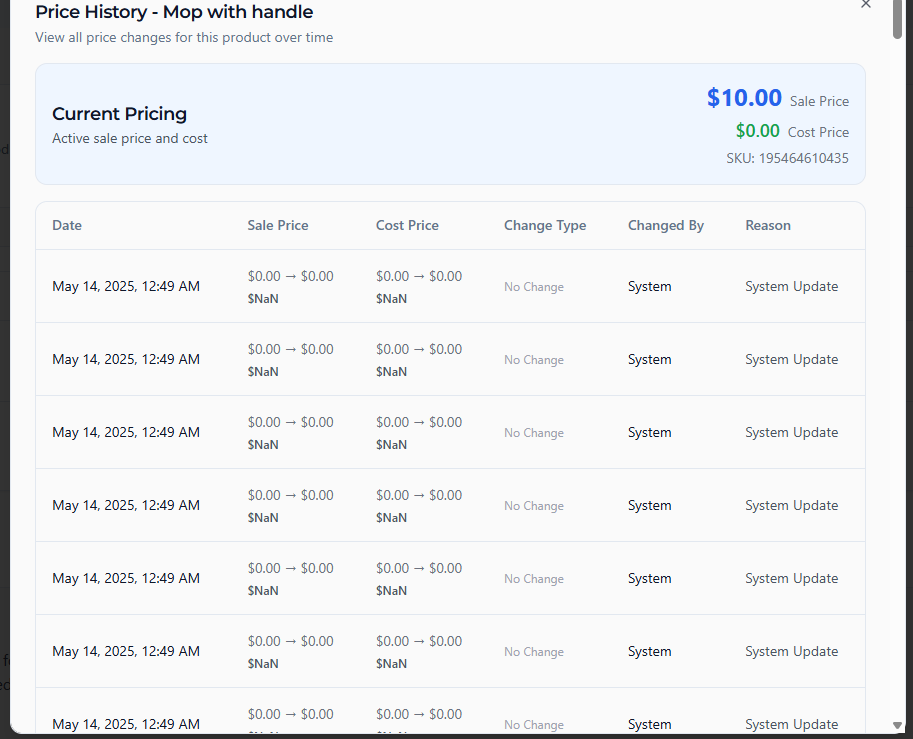 Price History - Mop with handle
View all price changes for this product over time
Current Pricing
Active sale price and cost
$10.00 Sale Price
$0.00 Cost Price
SKU: 195464610435
Date Sale Price Cost Price Change Type Changed By Reason
May 14, 2025, 12:49 AM $0.00 → $0.00 $0.00 → $0.00 No Change System System Update
$NaN $NaN
May 14, 2025, 12:49 AM $0.00 → $0.00 $0.00 → $0.00 No Change System System Update
$NaN $NaN
May 14, 2025, 12:49 AM $0.00 → $0.00 $0.00 → $0.00 No Change System System Update
$NaN $NaN
May 14, 2025, 12:49 AM $0.00 → $0.00 $0.00 → $0.00 No Change System System Update
$NaN $NaN
May 14, 2025, 12:49 AM $0.00 → $0.00 $0.00 → $0.00 No Change System System Update
$NaN $NaN
May 14, 2025, 12:49 AM $0.00 → $0.00 $0.00 → $0.00 No Change System System Update
$NaN $NaN
May 14, 2025, 12:49 AM $0.00 → $0.00 $0.00 → $0.00 No Change System System Update